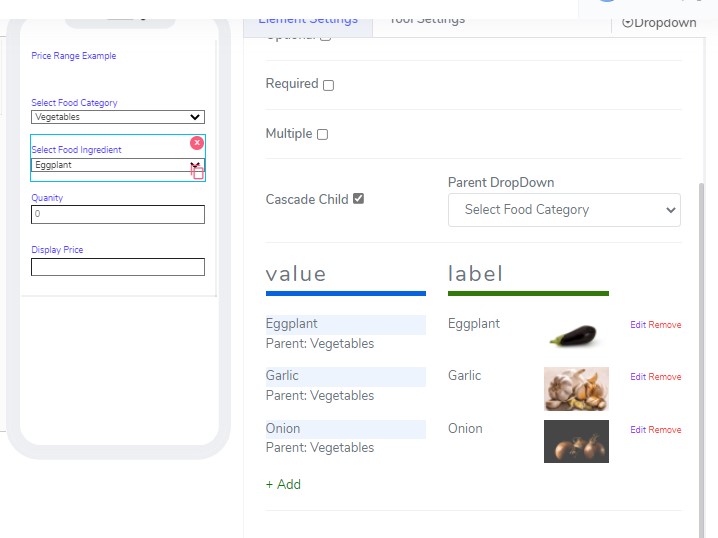 Element Settings
Tool Settings
Dropdown
Price Range Example
Select Food Category
Vegetables
Select Food Ingredient
Eggplant
Quanity
0
Display Price
Optional
Required
Multiple
Cascade Child
Parent DropDown
Select Food Category
value label
Eggplant Eggplant Edit Remove
Parent: Vegetables
Garlic Garlic Edit Remove
Parent: Vegetables
Onion Onion Edit Remove
Parent: Vegetables
+ Add